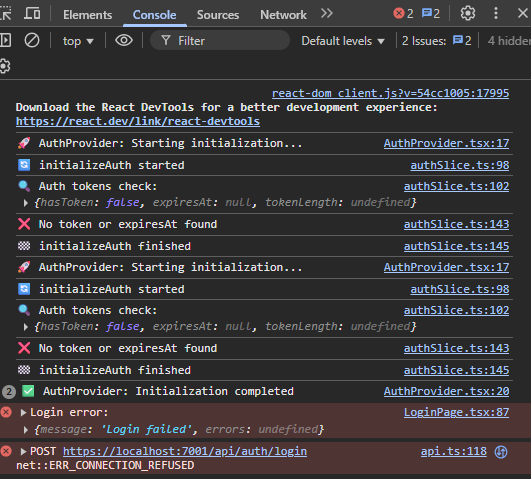 Elements Console Sources Network 2 2
top Filter Default levels 2 Issues: 2 4 hidden
react-dom_client.js?v=54cc1005:17995
Download the React DevTools for a better development experience:
https://react.dev/link/react-devtools
🚀 AuthProvider: Starting initialization... AuthProvider.tsx:17
🔄 initializeAuth started authSlice.ts:98
🔍 Auth tokens check: authSlice.ts:102
{hasToken: false, expiresAt: null, tokenLength: undefined}
❌ No token or expiresAt found authSlice.ts:143
🏁 initializeAuth finished authSlice.ts:145
🚀 AuthProvider: Starting initialization... AuthProvider.tsx:17
🔄 initializeAuth started authSlice.ts:98
🔍 Auth tokens check: authSlice.ts:102
{hasToken: false, expiresAt: null, tokenLength: undefined}
❌ No token or expiresAt found authSlice.ts:143
🏁 initializeAuth finished authSlice.ts:145
2 ✅ AuthProvider: Initialization completed AuthProvider.tsx:20
Login error: LoginPage.tsx:87
{message: 'Login failed', errors: undefined}
POST https://localhost:7001/api/auth/login api.ts:118
net::ERR_CONNECTION_REFUSED